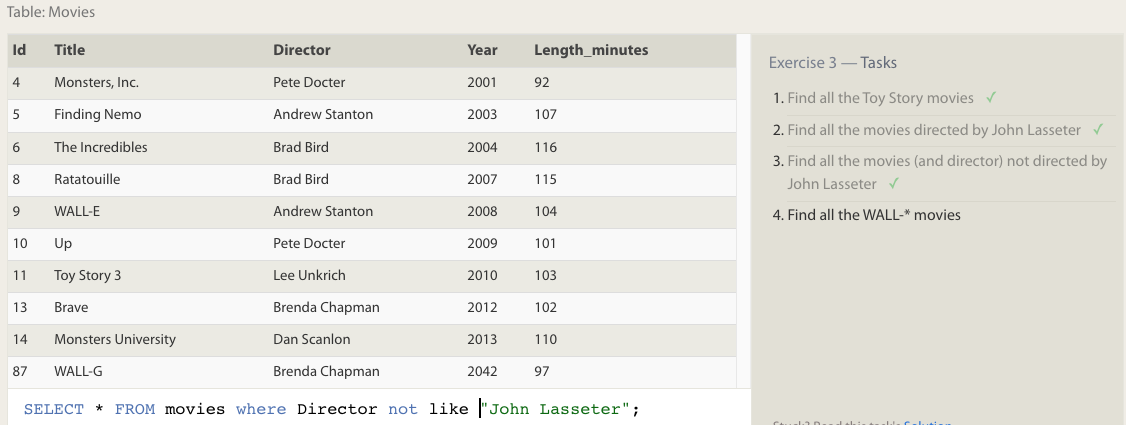 Table: Movies
Id Title Director Year Length_minutes
4 Monsters, Inc. Pete Docter 2001 92
5 Finding Nemo Andrew Stanton 2003 107
6 The Incredibles Brad Bird 2004 116
8 Ratatouille Brad Bird 2007 115
9 WALL-E Andrew Stanton 2008 104
10 Up Pete Docter 2009 101
11 Toy Story 3 Lee Unkrich 2010 103
13 Brave Brenda Chapman 2012 102
14 Monsters University Dan Scanlon 2013 110
87 WALL-G Brenda Chapman 2042 97
SELECT * FROM movies where Director not like "John Lasseter";
Exercise 3 — Tasks
1. Find all the Toy Story movies ✓
2. Find all the movies directed by John Lasseter ✓
3. Find all the movies (and director) not directed by
John Lasseter ✓
4. Find all the WALL-* movies
Stuck? Read this task's Solution